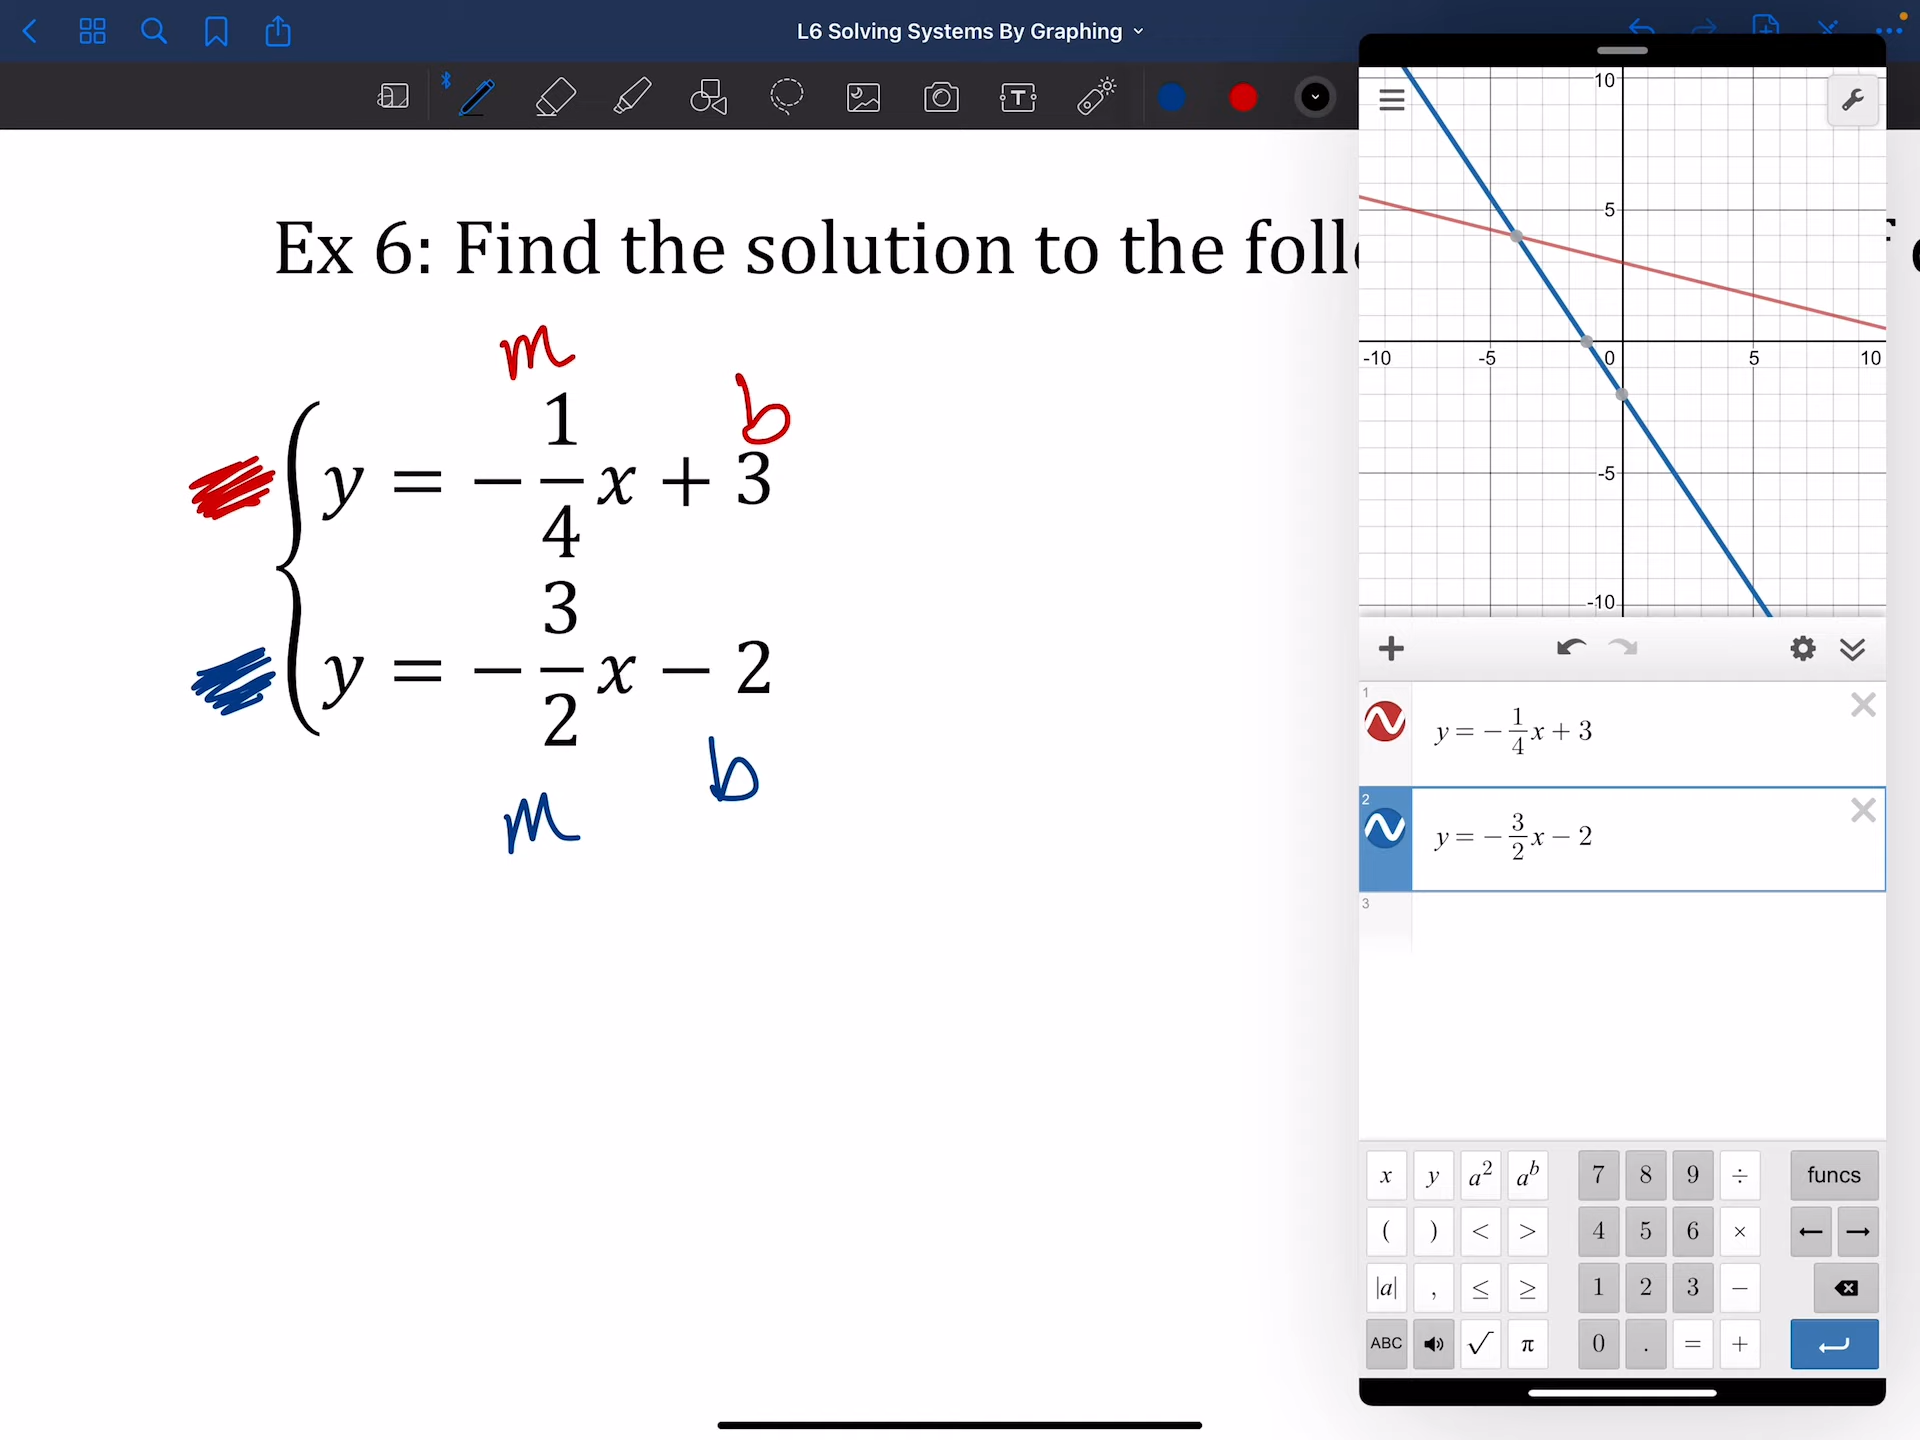 L6 Solving Systems By Graphing
Ex 6: Find the solution to the
m
b
y = -1/4 x + 3
y = -3/2 x - 2
b
m
10
5
-10 -5 0 5 10
-5
-10
1
y = -1/4 x + 3
2
y = -3/2 x - 2
3
x y a² aᵇ 7 8 9 ÷ funcs
( ) < > 4 5 6 × ← →
|a| , ≤ ≥ 1 2 3 −
ABC √ π 0 . = +